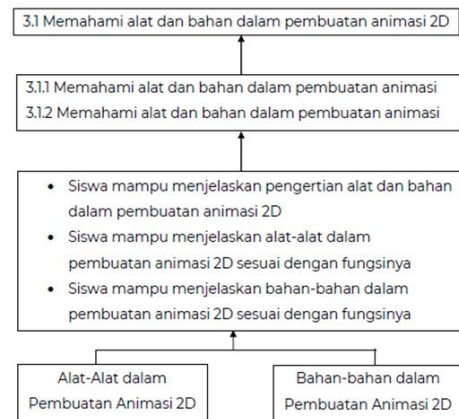 3.1 Memahami alat dan bahan dalam pembuatan animasi 2D
3.1.1 Memahami alat dan bahan dalam pembuatan animasi
3.1.2 Memahami alat dan bahan dalam pembuatan animasi
• Siswa mampu menjelaskan pengertian alat dan bahan
dalam pembuatan animasi 2D
• Siswa mampu menjelaskan alat-alat dalam
pembuatan animasi 2D sesuai dengan fungsinya
• Siswa mampu menjelaskan bahan-bahan dalam
pembuatan animasi 2D sesuai dengan fungsinya
Alat-Alat dalam
Pembuatan Animasi 2D
Bahan-bahan dalam
Pembuatan Animasi 2D